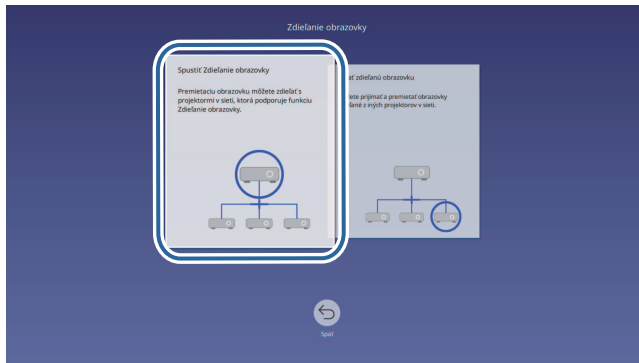 Zdieľanie obrazovky
Spustiť Zdieľanie obrazovky
Premietaciu obrazovku môžete zdieľať s
projektormi v sieti, ktorá podporuje funkciu
Zdieľanie obrazovky.
ať zdieľanú obrazovku
ete prijímať a premietať obrazovky
ľané z iných projektorov v sieti.
Späť